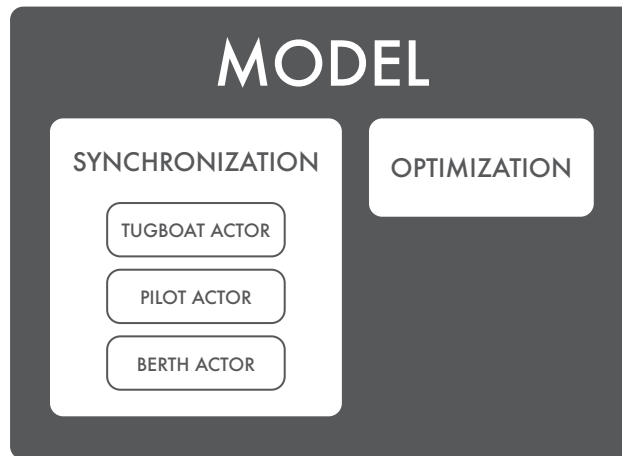 MODEL
SYNCHRONIZATION
TUGBOAT ACTOR
PILOT ACTOR
BERTH ACTOR
OPTIMIZATION